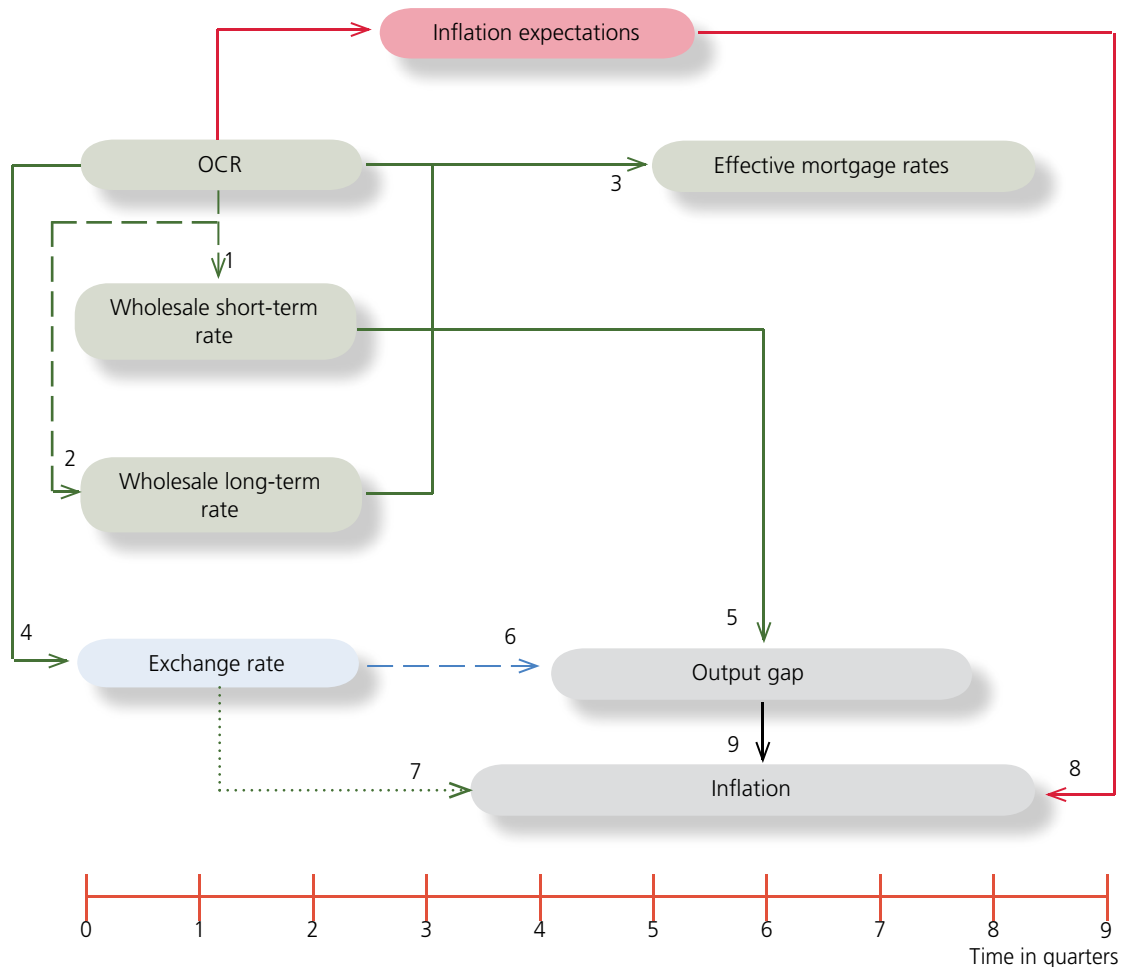 Inflation expectations
OCR
Effective mortgage rates
3
1
Wholesale short-term
rate
2
Wholesale long-term
rate
5
4
6
Exchange rate
Output gap
9
7
8
Inflation
0 1 2 3 4 5 6 7 8 9
Time in quarters